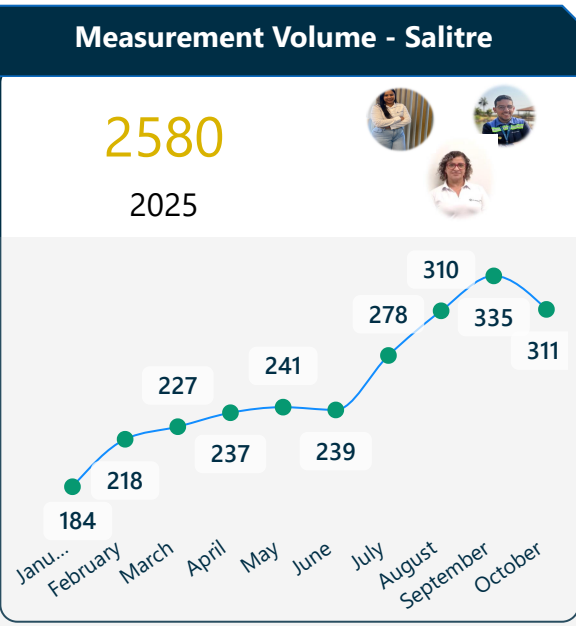 Measurement Volume - Salitre
2580
2025
310
335
278
311
241
227
237
239
218
184
Janu...
February
March
April
May
June
July
August
September
October